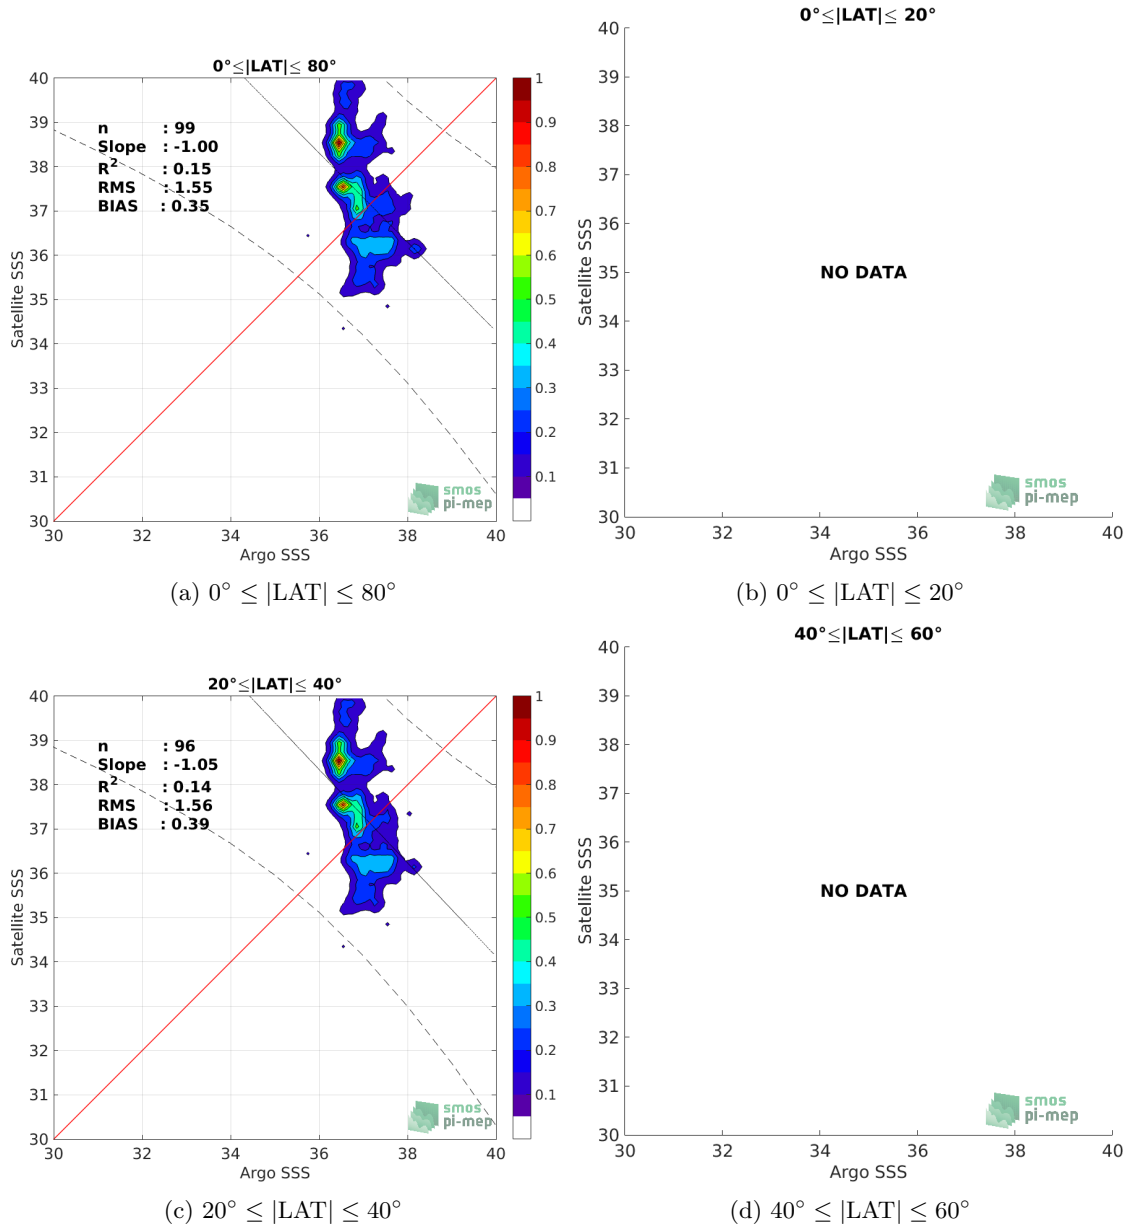 0°≤|LAT|≤ 80°
40
39
38
37
36
35
34
33
32
31
30
Satellite SSS
n : 99
Slope : -1.00
R2 : 0.15
RMS : 1.55
BIAS : 0.35
smos
pi-mep
30 32 34 36 38 40
Argo SSS
1
0.9
0.8
0.7
0.6
0.5
0.4
0.3
0.2
0.1
(a) 0° ≤ |LAT| ≤ 80°
0°≤|LAT|≤ 20°
40
39
38
37
36
35
34
33
32
31
30
Satellite SSS
NO DATA
smos
pi-mep
30 32 34 36 38 40
Argo SSS
(b) 0° ≤ |LAT| ≤ 20°
20°≤|LAT|≤ 40°
40
39
38
37
36
35
34
33
32
31
30
Satellite SSS
n : 96
Slope : -1.05
R2 : 0.14
RMS : 1.56
BIAS : 0.39
smos
pi-mep
30 32 34 36 38 40
Argo SSS
1
0.9
0.8
0.7
0.6
0.5
0.4
0.3
0.2
0.1
(c) 20° ≤ |LAT| ≤ 40°
40°≤|LAT|≤ 60°
40
39
38
37
36
35
34
33
32
31
30
Satellite SSS
NO DATA
smos
pi-mep
30 32 34 36 38 40
Argo SSS
(d) 40° ≤ |LAT| ≤ 60°